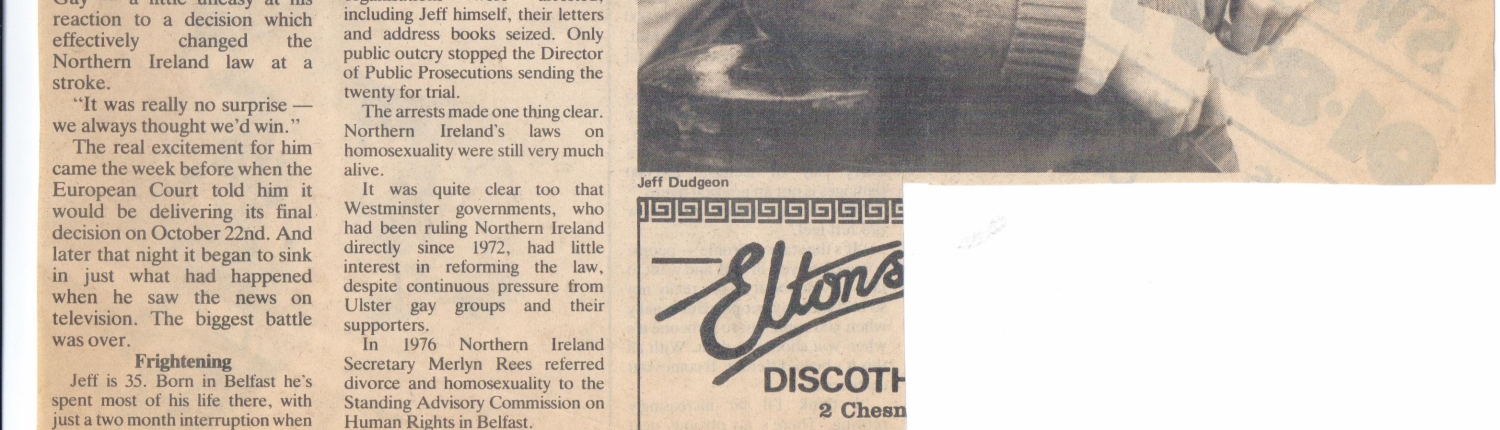 Gay — a little uneasy at his
reaction to a decision which
effectively changed the
Northern Ireland law at a
stroke.
“It was really no surprise —
we always thought we’d win.”
The real excitement for him
came the week before when the
European Court told him it
would be delivering its final
decision on October 22nd. And
later that night it began to sink
in just what had happened
when he saw the news on
television. The biggest battle
was over.
Frightening
Jeff is 35. Born in Belfast he’s
spent most of his life there, with
just a two month interruption when
including Jeff himself, their letters
and address books seized. Only
public outcry stopped the Director
of Public Prosecutions sending the
twenty for trial.
The arrests made one thing clear.
Northern Ireland’s laws on
homosexuality were still very much
alive.
It was quite clear too that
Westminster governments, who
had been ruling Northern Ireland
directly since 1972, had little
interest in reforming the law,
despite continuous pressure from
Ulster gay groups and their
supporters.
In 1976 Northern Ireland
Secretary Merlyn Rees referred
divorce and homosexuality to the
Standing Advisory Commission on
Human Rights in Belfast.
Jeff Dudgeon
Eltons
DISCOTH
2 Chesn